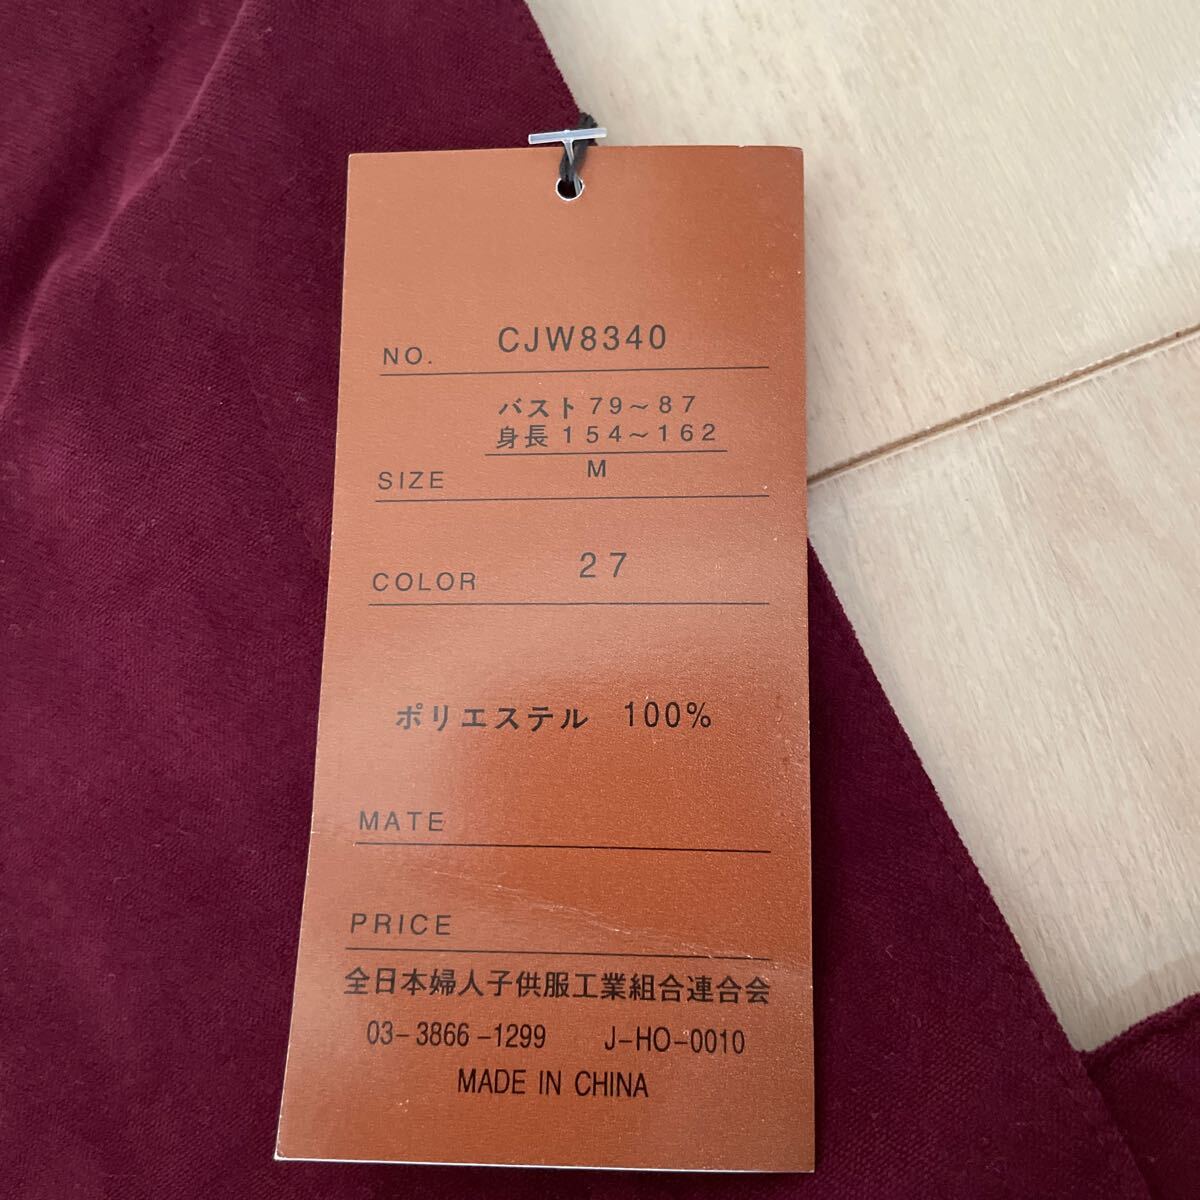 NO. CJW8340
バスト79~87
身長154~162
SIZE M
COLOR 27
ポリエステル 100%
MATE
PRICE
全日本婦人子供服工業組合連合会
03-3866-1299 J-HO-0010
MADE IN CHINA